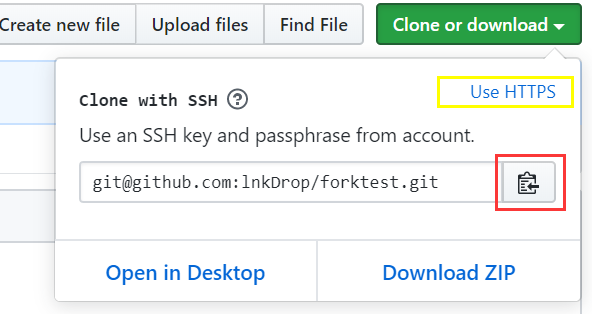 Create new file Upload files Find File Clone or download
Clone with SSH ? Use HTTPS
Use an SSH key and passphrase from account.
git@github.com:lnkDrop/forktest.git
Open in Desktop Download ZIP